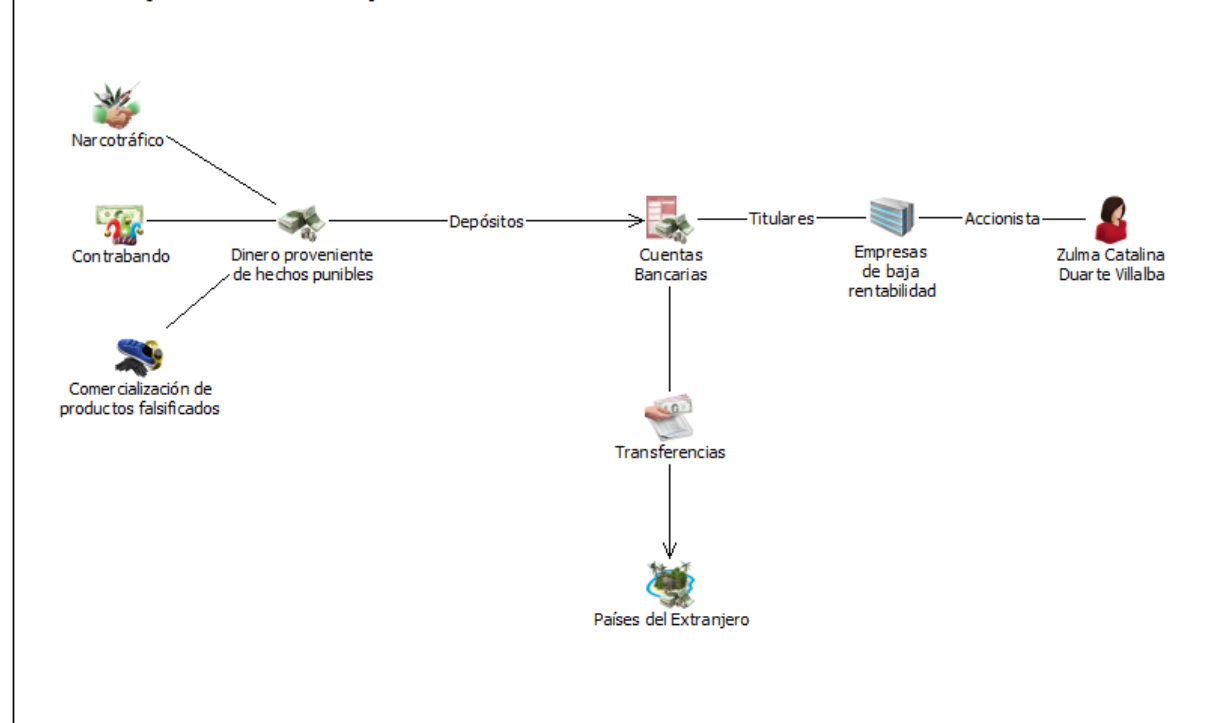 Narcotráfico
Contrabando
Dinero proveniente
de hechos punibles
Depósitos
Cuentas
Bancarias
Titulares
Empresas
de baja
rentabilidad
Accionista
Zulma Catalina
Duarte Villalba
Comercialización de
productos falsificados
Transferencias
Países del Extranjero